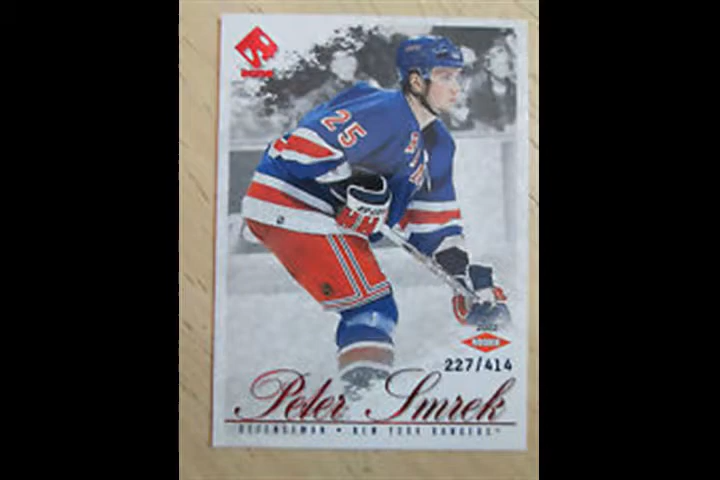 25
2002
ROOKIE
227/414
Peter Smrek
DEFENSEMAN • NEW YORK RANGERS